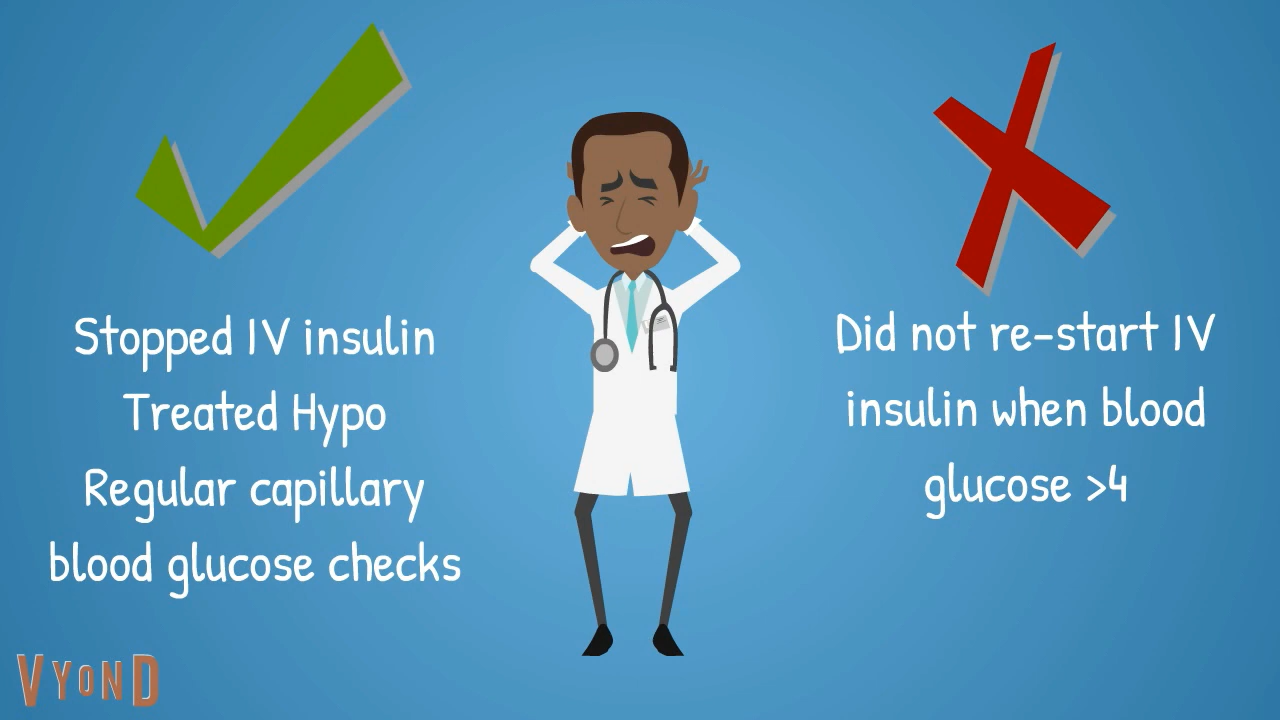 Stopped IV insulin
Treated Hypo
Regular capillary
blood glucose checks
Did not re-start IV
insulin when blood
glucose >4
VYOND